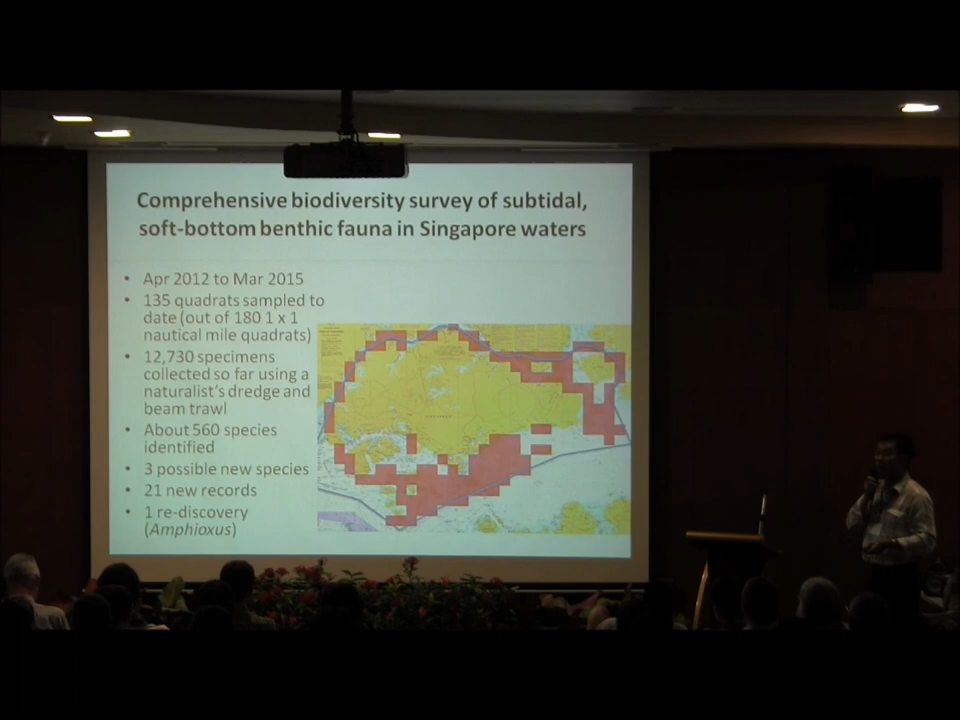 Comprehensive biodiversity survey of subtidal,
soft-bottom benthic fauna in Singapore waters
• Apr 2012 to Mar 2015
• 135 quadrats sampled to
date (out of 180 1 x 1
nautical mile quadrats)
• 12,730 specimens
collected so far using a
naturalist's dredge and
beam trawl
• About 560 species
identified
• 3 possible new species
• 21 new records
• 1 re-discovery
(Amphioxus)